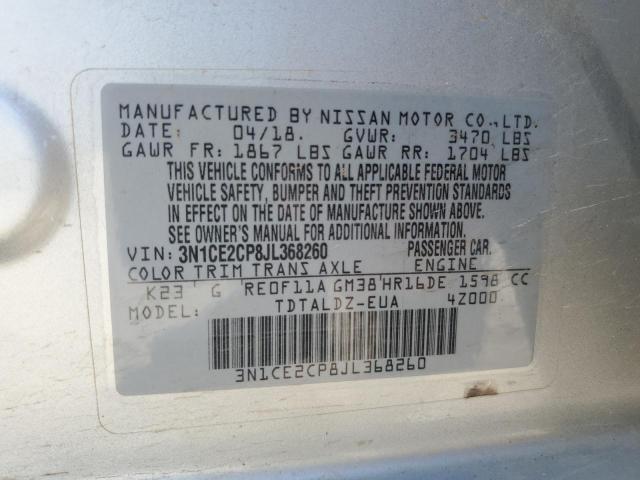 MANUFACTURED BY NISSAN MOTOR CO.,LTD.
DATE: 04/18. GVWR: 3470 LBS
GAWR FR: 1867 LBS GAWR RR: 1704 LBS
THIS VEHICLE CONFORMS TO ALL APPLICABLE FEDERAL MOTOR
VEHICLE SAFETY, BUMPER AND THEFT PREVENTION STANDARDS
IN EFFECT ON THE DATE OF MANUFACTURE SHOWN ABOVE.
SEE OWNER'S MANUAL FOR ADDITIONAL INFORMATION.
VIN: 3N1CE2CP8JL368260 PASSENGER CAR.
COLOR TRIM TRANS AXLE ENGINE
K23 G RE0F11A GM38 HR16DE 1598 CC
MODEL: TDTALDZ-EUA 4Z000
3N1CE2CP8JL368260